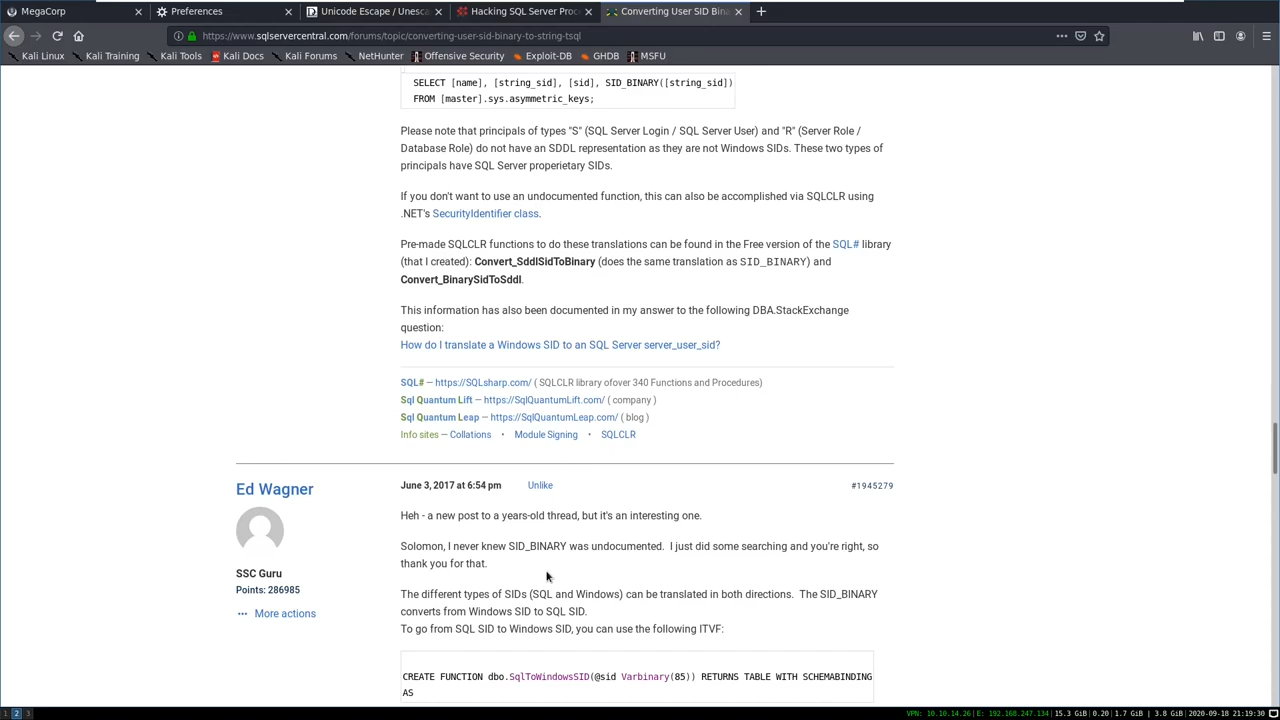 MegaCorp
Preferences
Unicode Escape / Unesca
Hacking SQL Server Proc
Converting User SID Bina
https://www.sqlservercentral.com/forums/topic/converting-user-sid-binary-to-string-tsql
Kali Linux
Kali Training
Kali Tools
Kali Docs
Kali Forums
NetHunter
Offensive Security
Exploit-DB
GHDB
MSFU
SELECT [name], [string_sid], [sid], SID_BINARY([string_sid])
FROM [master].sys.asymmetric_keys;
Please note that principals of types "S" (SQL Server Login / SQL Server User) and "R" (Server Role /
Database Role) do not have an SDDL representation as they are not Windows SIDs. These two types of
principals have SQL Server properietary SIDs.
If you don't want to use an undocumented function, this can also be accomplished via SQLCLR using
.NET's SecurityIdentifier class.
Pre-made SQLCLR functions to do these translations can be found in the Free version of the SQL# library
(that I created): Convert_SddlSidToBinary (does the same translation as SID_BINARY) and
Convert_BinarySidToSddl.
This information has also been documented in my answer to the following DBA.StackExchange
question:
How do I translate a Windows SID to an SQL Server server_user_sid?
SQL# — https://SQLsharp.com/ ( SQLCLR library ofover 340 Functions and Procedures)
Sql Quantum Lift — https://SqlQuantumLift.com/ ( company )
Sql Quantum Leap — https://SqlQuantumLeap.com/ ( blog )
Info sites — Collations • Module Signing • SQLCLR
Ed Wagner
June 3, 2017 at 6:54 pm
Unlike
#1945279
Heh - a new post to a years-old thread, but it's an interesting one.
Solomon, I never knew SID_BINARY was undocumented.  I just did some searching and you're right, so
thank you for that.
SSC Guru
Points: 286985
More actions
The different types of SIDs (SQL and Windows) can be translated in both directions.  The SID_BINARY
converts from Windows SID to SQL SID.
To go from SQL SID to Windows SID, you can use the following ITVF:
CREATE FUNCTION dbo.SqlToWindowsSID(@sid Varbinary(85)) RETURNS TABLE WITH SCHEMABINDING
AS
1 2 3
VPN: 10.10.14.26 | E: 192.168.247.134 | 15.3 GiB | 0.20 | 1.7 GiB | 3.8 GiB | 2020-09-18 21:19:30